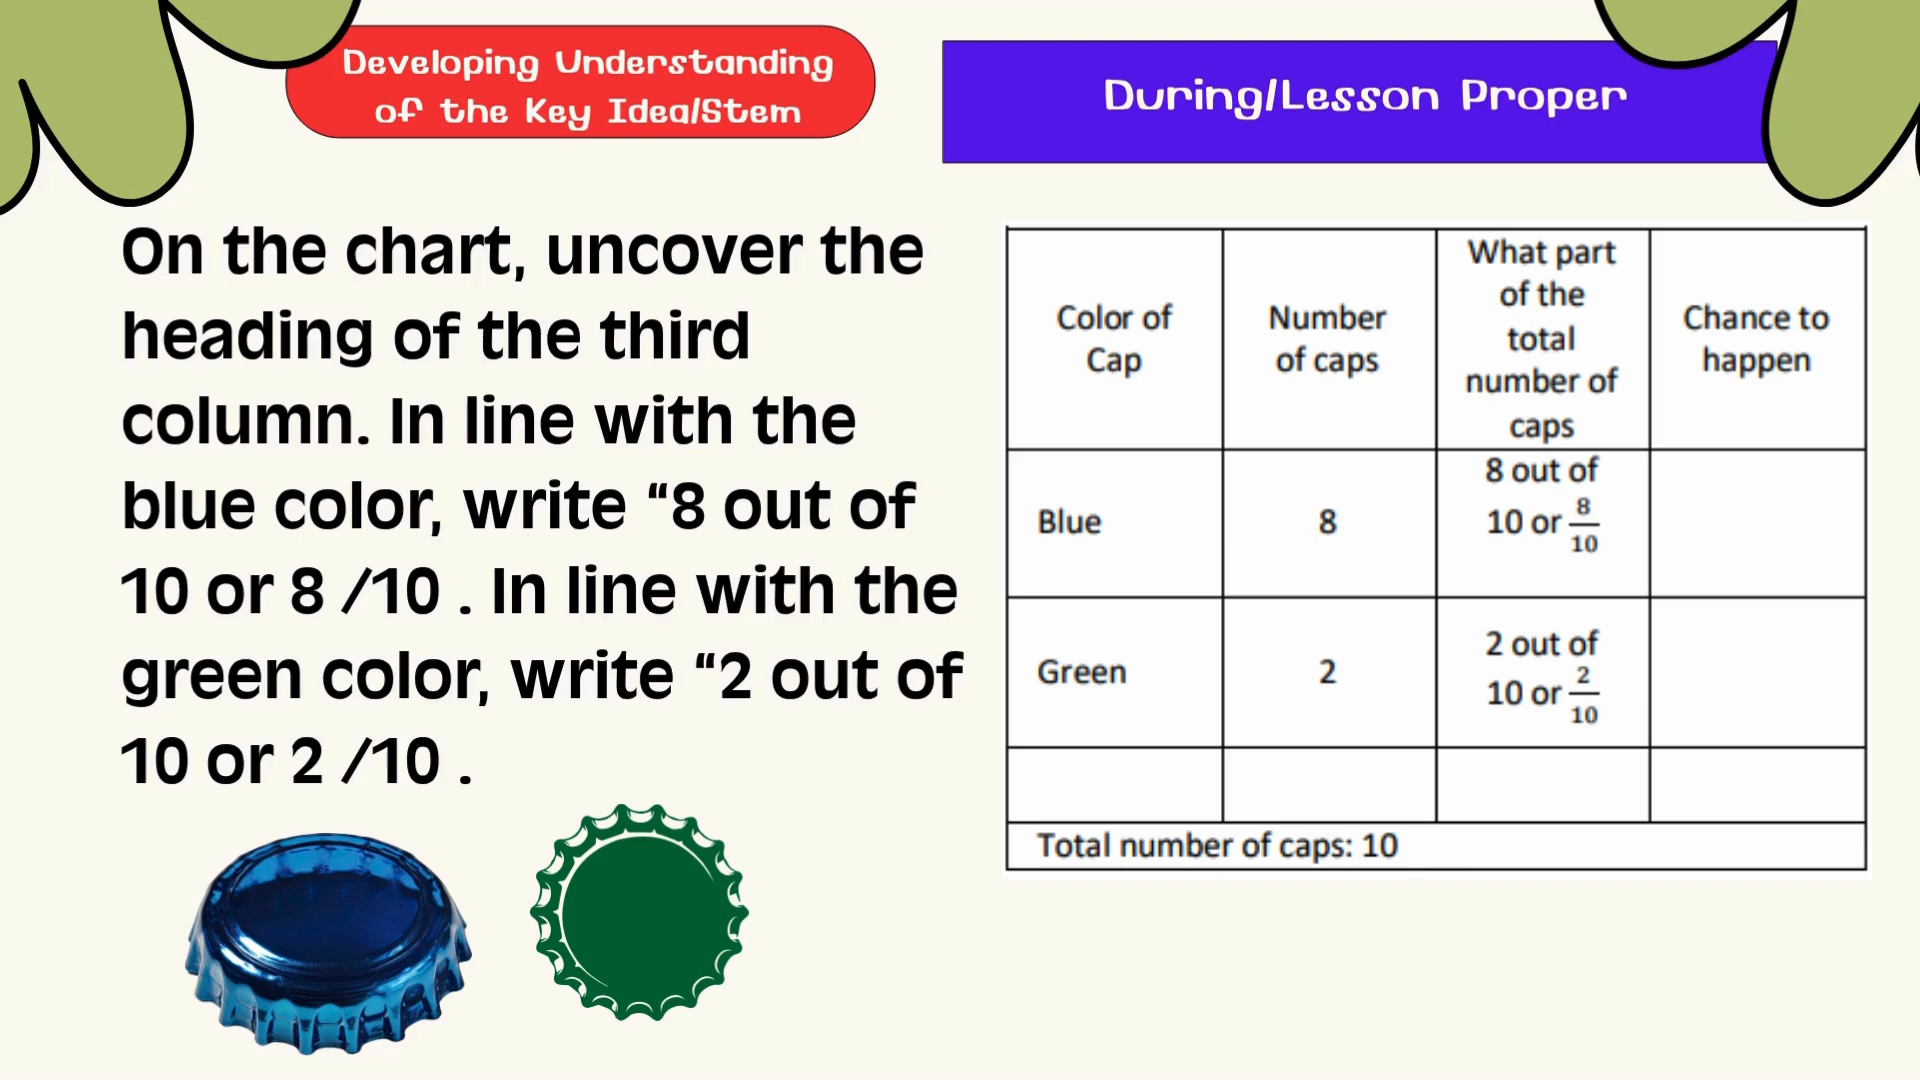 Developing Understanding
of the Key Idea/Stem
During/Lesson Proper
On the chart, uncover the
heading of the third
column. In line with the
blue color, write “8 out of
10 or 8 /10 . In line with the
green color, write “2 out of
10 or 2 /10 .
Color of
Cap
Number
of caps
What part
of the
total
number of
caps
Chance to
happen
Blue
8
8 out of
10 or 8/10
Green
2
2 out of
10 or 2/10
Total number of caps: 10